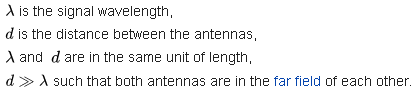 λ is the signal wavelength,
d is the distance between the antennas,
λ and d are in the same unit of length,
d ≫ λ such that both antennas are in the far field of each other.